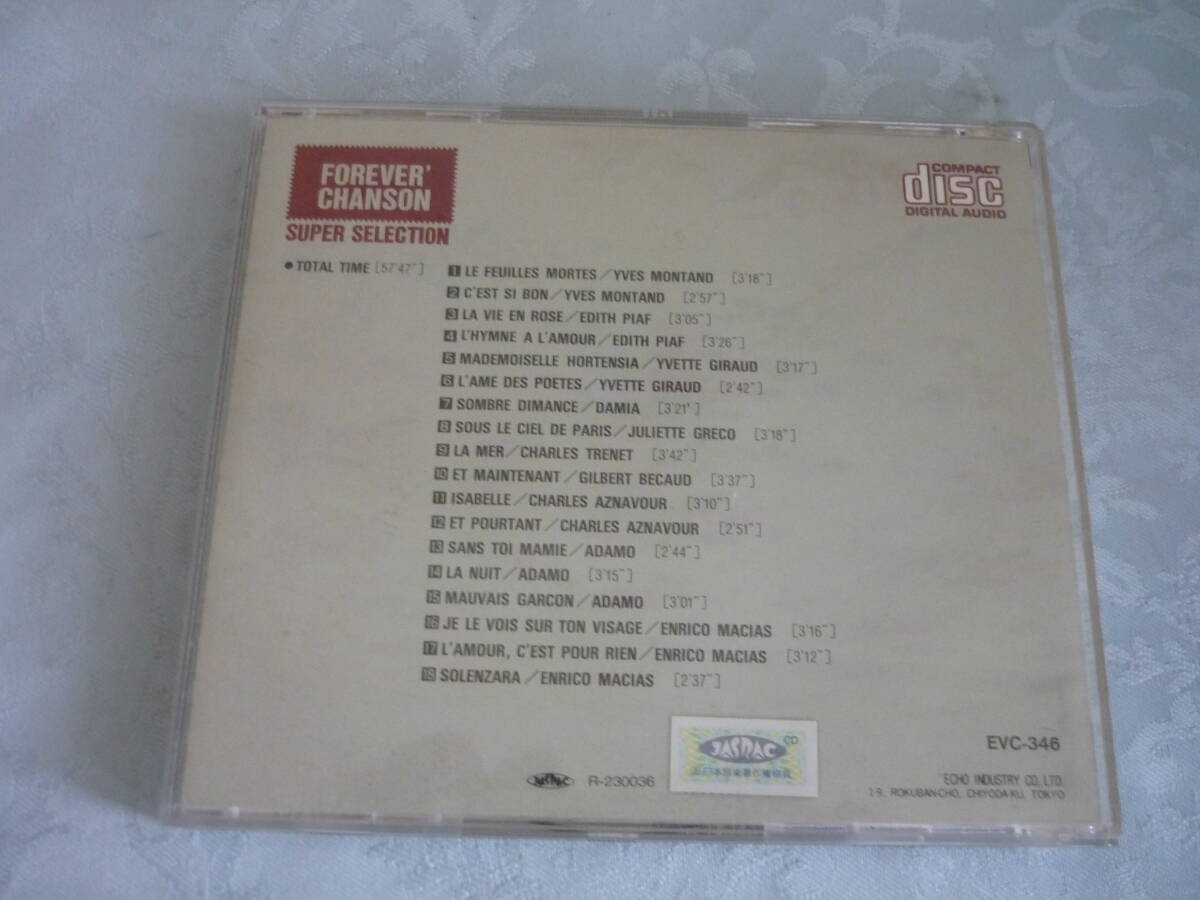 FOREVER'
CHANSON
SUPER SELECTION
COMPACT
disc
DIGITAL AUDIO
● TOTAL TIME [57'47"]
1 LE FEUILLES MORTES/YVES MONTAND [3'18"]
2 C'EST SI BON/YVES MONTAND [2'57"]
3 LA VIE EN ROSE/EDITH PIAF [3'05"]
4 L'HYMNE A L'AMOUR/EDITH PIAF [3'26"]
5 MADEMOISELLE HORTENSIA/YVETTE GIRAUD [3'17"]
6 L'AME DES POETES/YVETTE GIRAUD [2'42"]
7 SOMBRE DIMANCE/DAMIA [3'21']
8 SOUS LE CIEL DE PARIS/JULIETTE GRECO [3'18"]
9 LA MER/CHARLES TRENET [3'42"]
10 ET MAINTENANT/GILBERT BECAUD [3'37"]
11 ISABELLE/CHARLES AZNAVOUR [3'10"]
12 ET POURTANT/CHARLES AZNAVOUR [2'51"]
13 SANS TOI MAMIE/ADAMO [2'44"]
14 LA NUIT/ADAMO [3'15"]
15 MAUVAIS GARCON/ADAMO [3'01"]
16 JE LE VOIS SUR TON VISAGE/ENRICO MACIAS [3'16"]
17 L'AMOUR, C'EST POUR RIEN/ENRICO MACIAS [3'12"]
18 SOLENZARA/ENRICO MACIAS [2'37"]
JASRAC CD
JASRAC R-230036
EVC-346
ECHO INDUSTRY CO., LTD.
1-9, ROKUBAN-CHO, CHIYODA-KU, TOKYO